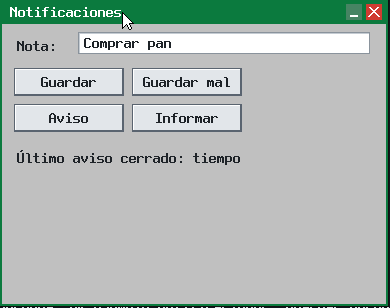 Notificaciones
Nota: Comprar pan
Guardar Guardar mal
Aviso Informar
Último aviso cerrado: tiempo